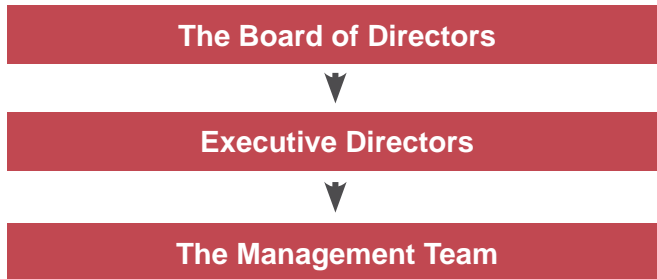 The Board of Directors
Executive Directors
The Management Team